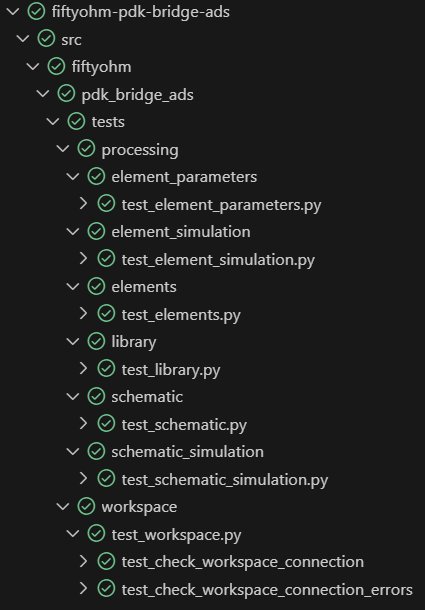 fiftyohm-pdk-bridge-ads
src
fiftyohm
pdk_bridge_ads
tests
processing
element_parameters
test_element_parameters.py
element_simulation
test_element_simulation.py
elements
test_elements.py
library
test_library.py
schematic
test_schematic.py
schematic_simulation
test_schematic_simulation.py
workspace
test_workspace.py
test_check_workspace_connection
test_check_workspace_connection_errors